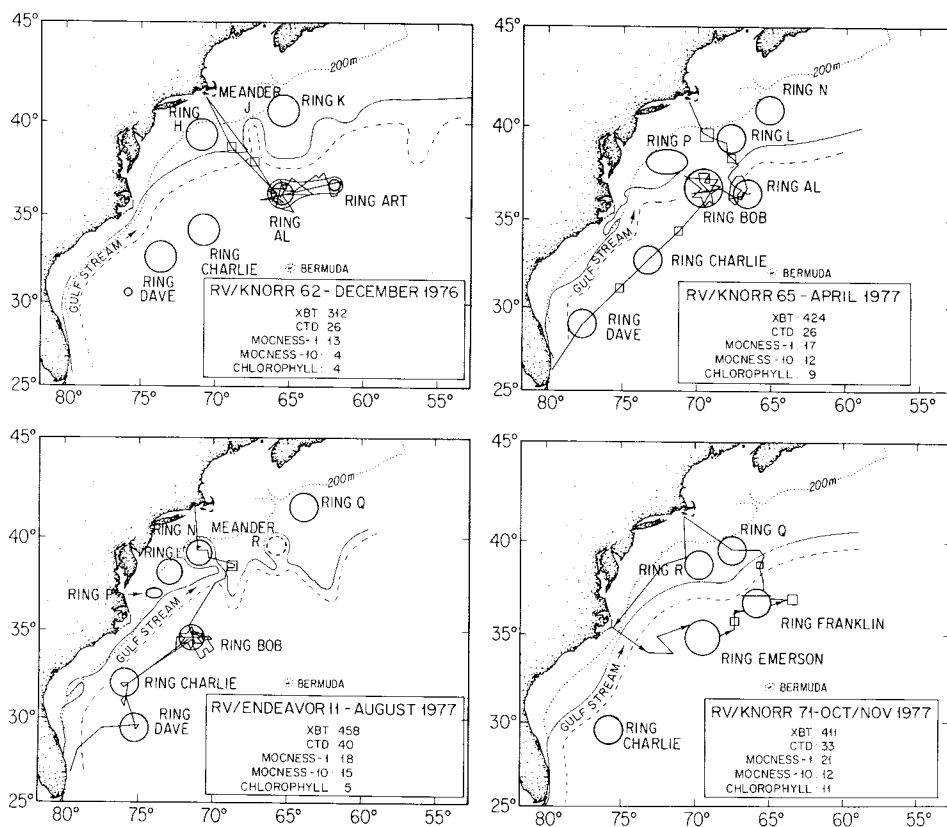 45°
40°
35°
30°
25°
80° 75° 70° 65° 60° 55°
200m
MEANDER
J
RING K
RING
H
RING ART
RING
AL
RING
CHARLIE
RING
DAVE
GULF STREAM
BERMUDA
RV/KNORR 62-DECEMBER 1976
XBT 312
CTD 26
MOCNESS-1 13
MOCNESS-10 4
CHLOROPHYLL 4
45°
40°
35°
30°
25°
80° 75° 70° 65° 60° 55°
200m
RING N
RING L
RING P
RING AL
RING BOB
RING CHARLIE
RING
DAVE
GULF STREAM
BERMUDA
RV/KNORR 65-APRIL 1977
XBT 424
CTD 26
MOCNESS-1 17
MOCNESS-10 12
CHLOROPHYLL 9
45°
40°
35°
30°
25°
80° 75° 70° 65° 60° 55°
200m
RING Q
RING N
MEANDER
R
RING L
RING P
GULF STREAM
RING BOB
RING CHARLIE
RING
DAVE
BERMUDA
RV/ENDEAVOR 11-AUGUST 1977
XBT 458
CTD 40
MOCNESS-1 18
MOCNESS-10 15
CHLOROPHYLL 5
45°
40°
35°
30°
25°
80° 75° 70° 65° 60° 55°
200m
RING Q
RING R
RING FRANKLIN
RING EMERSON
GULF STREAM
RING
CHARLIE
BERMUDA
RV/KNORR 71-OCT/NOV 1977
XBT 411
CTD 33
MOCNESS-1 21
MOCNESS-10 12
CHLOROPHYLL 11